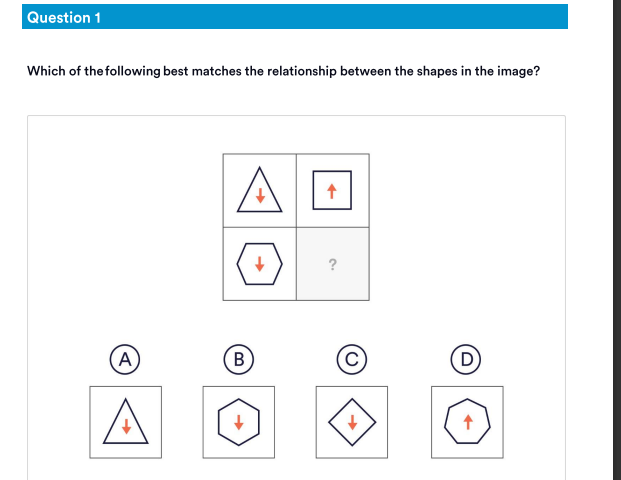 Question 1
Which of the following best matches the relationship between the shapes in the image?
?
A B C D